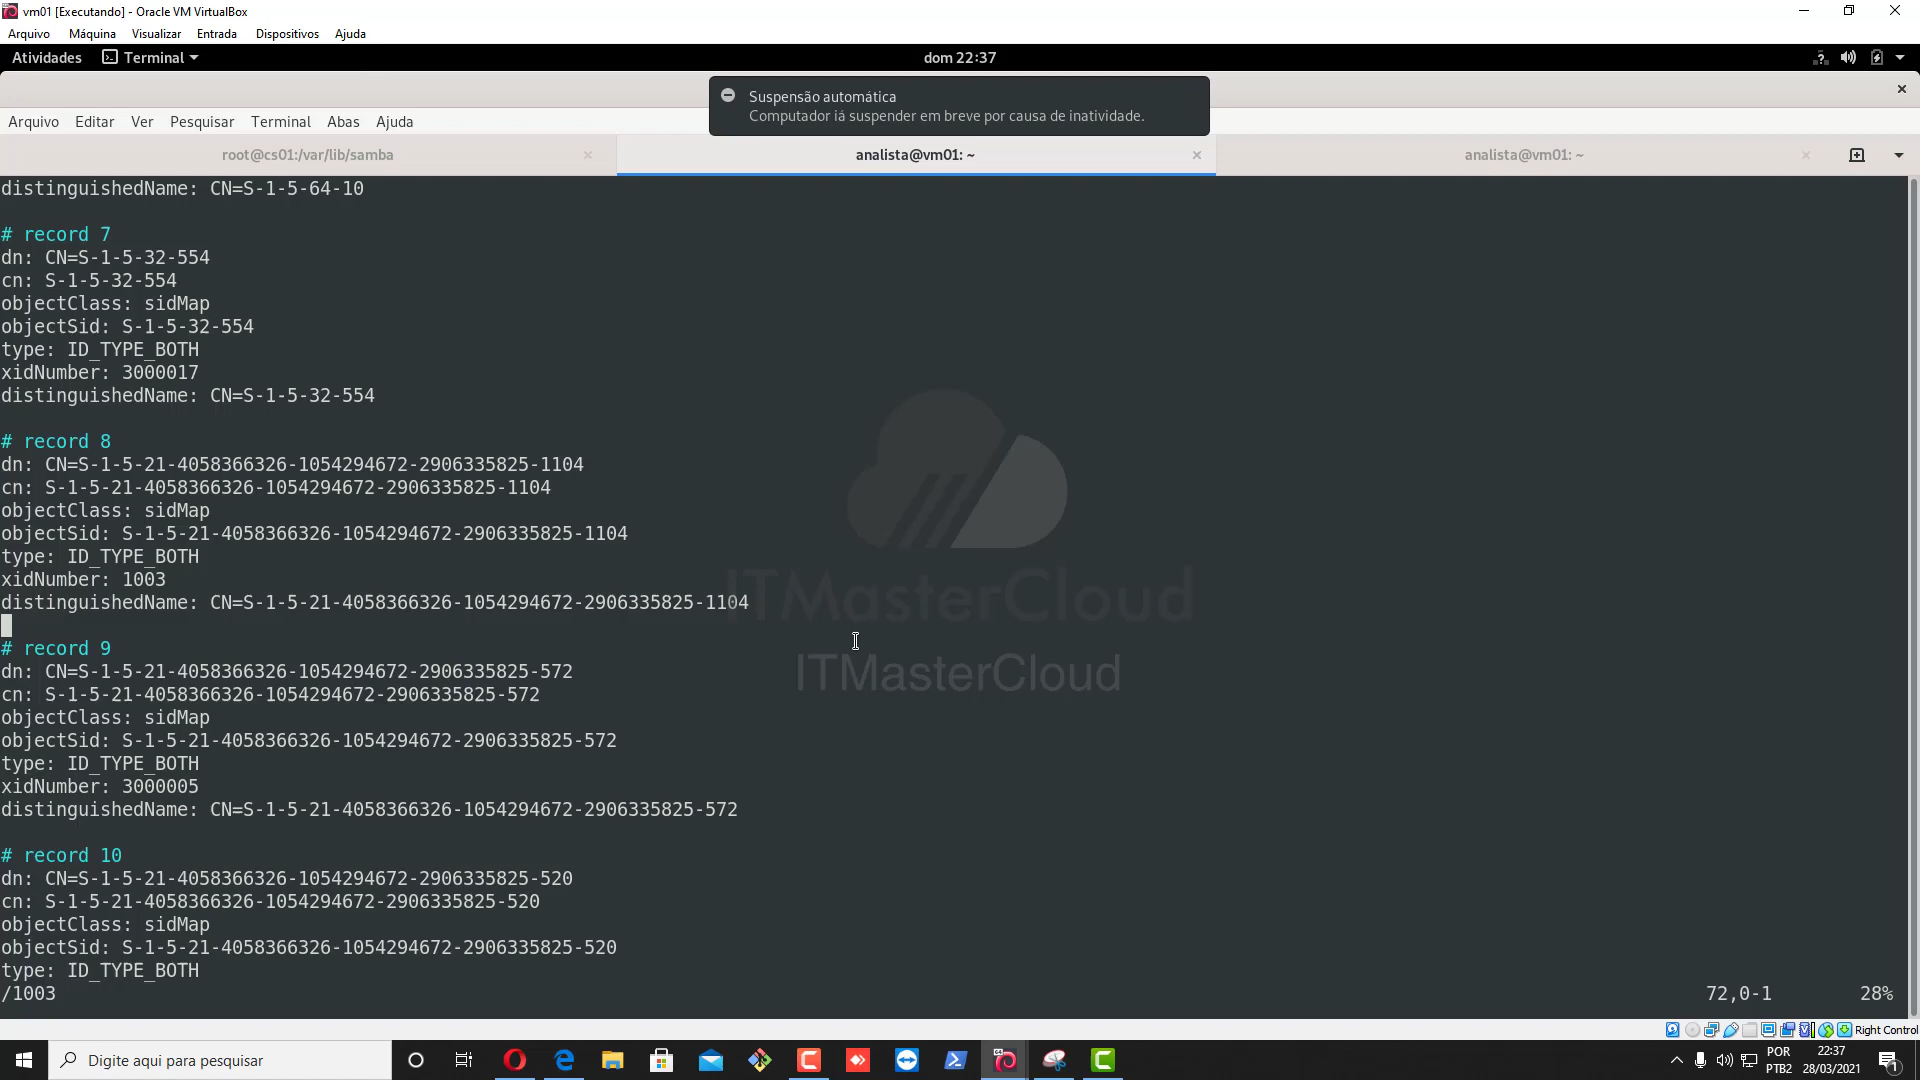 vm01 [Executando] - Oracle VM VirtualBox
Arquivo Máquina Visualizar Entrada Dispositivos Ajuda
Atividades Terminal dom 22:37
Suspensão automática
Computador iá suspender em breve por causa de inatividade.
Arquivo Editar Ver Pesquisar Terminal Abas Ajuda
root@cs01:/var/lib/samba analista@vm01: ~ analista@vm01: ~
distinguishedName: CN=S-1-5-64-10
# record 7
dn: CN=S-1-5-32-554
cn: S-1-5-32-554
objectClass: sidMap
objectSid: S-1-5-32-554
type: ID_TYPE_BOTH
xidNumber: 3000017
distinguishedName: CN=S-1-5-32-554
# record 8
dn: CN=S-1-5-21-4058366326-1054294672-2906335825-1104
cn: S-1-5-21-4058366326-1054294672-2906335825-1104
objectClass: sidMap
objectSid: S-1-5-21-4058366326-1054294672-2906335825-1104
type: ID_TYPE_BOTH
xidNumber: 1003
distinguishedName: CN=S-1-5-21-4058366326-1054294672-2906335825-1104
ITMasterCloud
# record 9
dn: CN=S-1-5-21-4058366326-1054294672-2906335825-572
ITMasterCloud
cn: S-1-5-21-4058366326-1054294672-2906335825-572
objectClass: sidMap
objectSid: S-1-5-21-4058366326-1054294672-2906335825-572
type: ID_TYPE_BOTH
xidNumber: 3000005
distinguishedName: CN=S-1-5-21-4058366326-1054294672-2906335825-572
# record 10
dn: CN=S-1-5-21-4058366326-1054294672-2906335825-520
cn: S-1-5-21-4058366326-1054294672-2906335825-520
objectClass: sidMap
objectSid: S-1-5-21-4058366326-1054294672-2906335825-520
type: ID_TYPE_BOTH
/1003 72,0-1 28%
Right Control
Digite aqui para pesquisar
POR
PTB2
22:37
28/03/2021
1